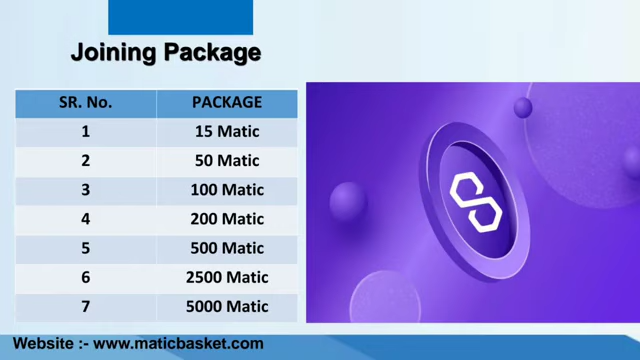 Joining Package
SR. No. PACKAGE
1 15 Matic
2 50 Matic
3 100 Matic
4 200 Matic
5 500 Matic
6 2500 Matic
7 5000 Matic
Website :- www.maticbasket.com